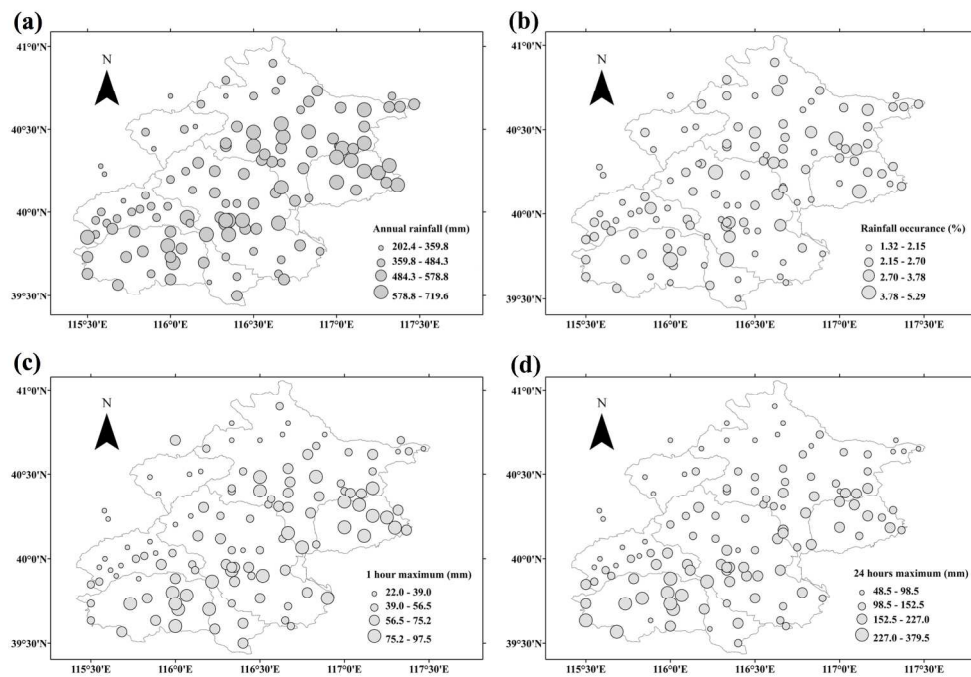 (a)
41°0′N
40°30′N
40°0′N
39°30′N
N
Annual rainfall (mm)
202.4 - 359.8
359.8 - 484.3
484.3 - 578.8
578.8 - 719.6
115°30′E 116°0′E 116°30′E 117°0′E 117°30′E
(b)
41°0′N
40°30′N
40°0′N
39°30′N
N
Rainfall occurance (%)
1.32 - 2.15
2.15 - 2.70
2.70 - 3.78
3.78 - 5.29
115°30′E 116°0′E 116°30′E 117°0′E 117°30′E
(c)
41°0′N
40°30′N
40°0′N
39°30′N
N
1 hour maximum (mm)
22.0 - 39.0
39.0 - 56.5
56.5 - 75.2
75.2 - 97.5
115°30′E 116°0′E 116°30′E 117°0′E 117°30′E
(d)
41°0′N
40°30′N
40°0′N
39°30′N
N
24 hours maximum (mm)
48.5 - 98.5
98.5 - 152.5
152.5 - 227.0
227.0 - 379.5
115°30′E 116°0′E 116°30′E 117°0′E 117°30′E